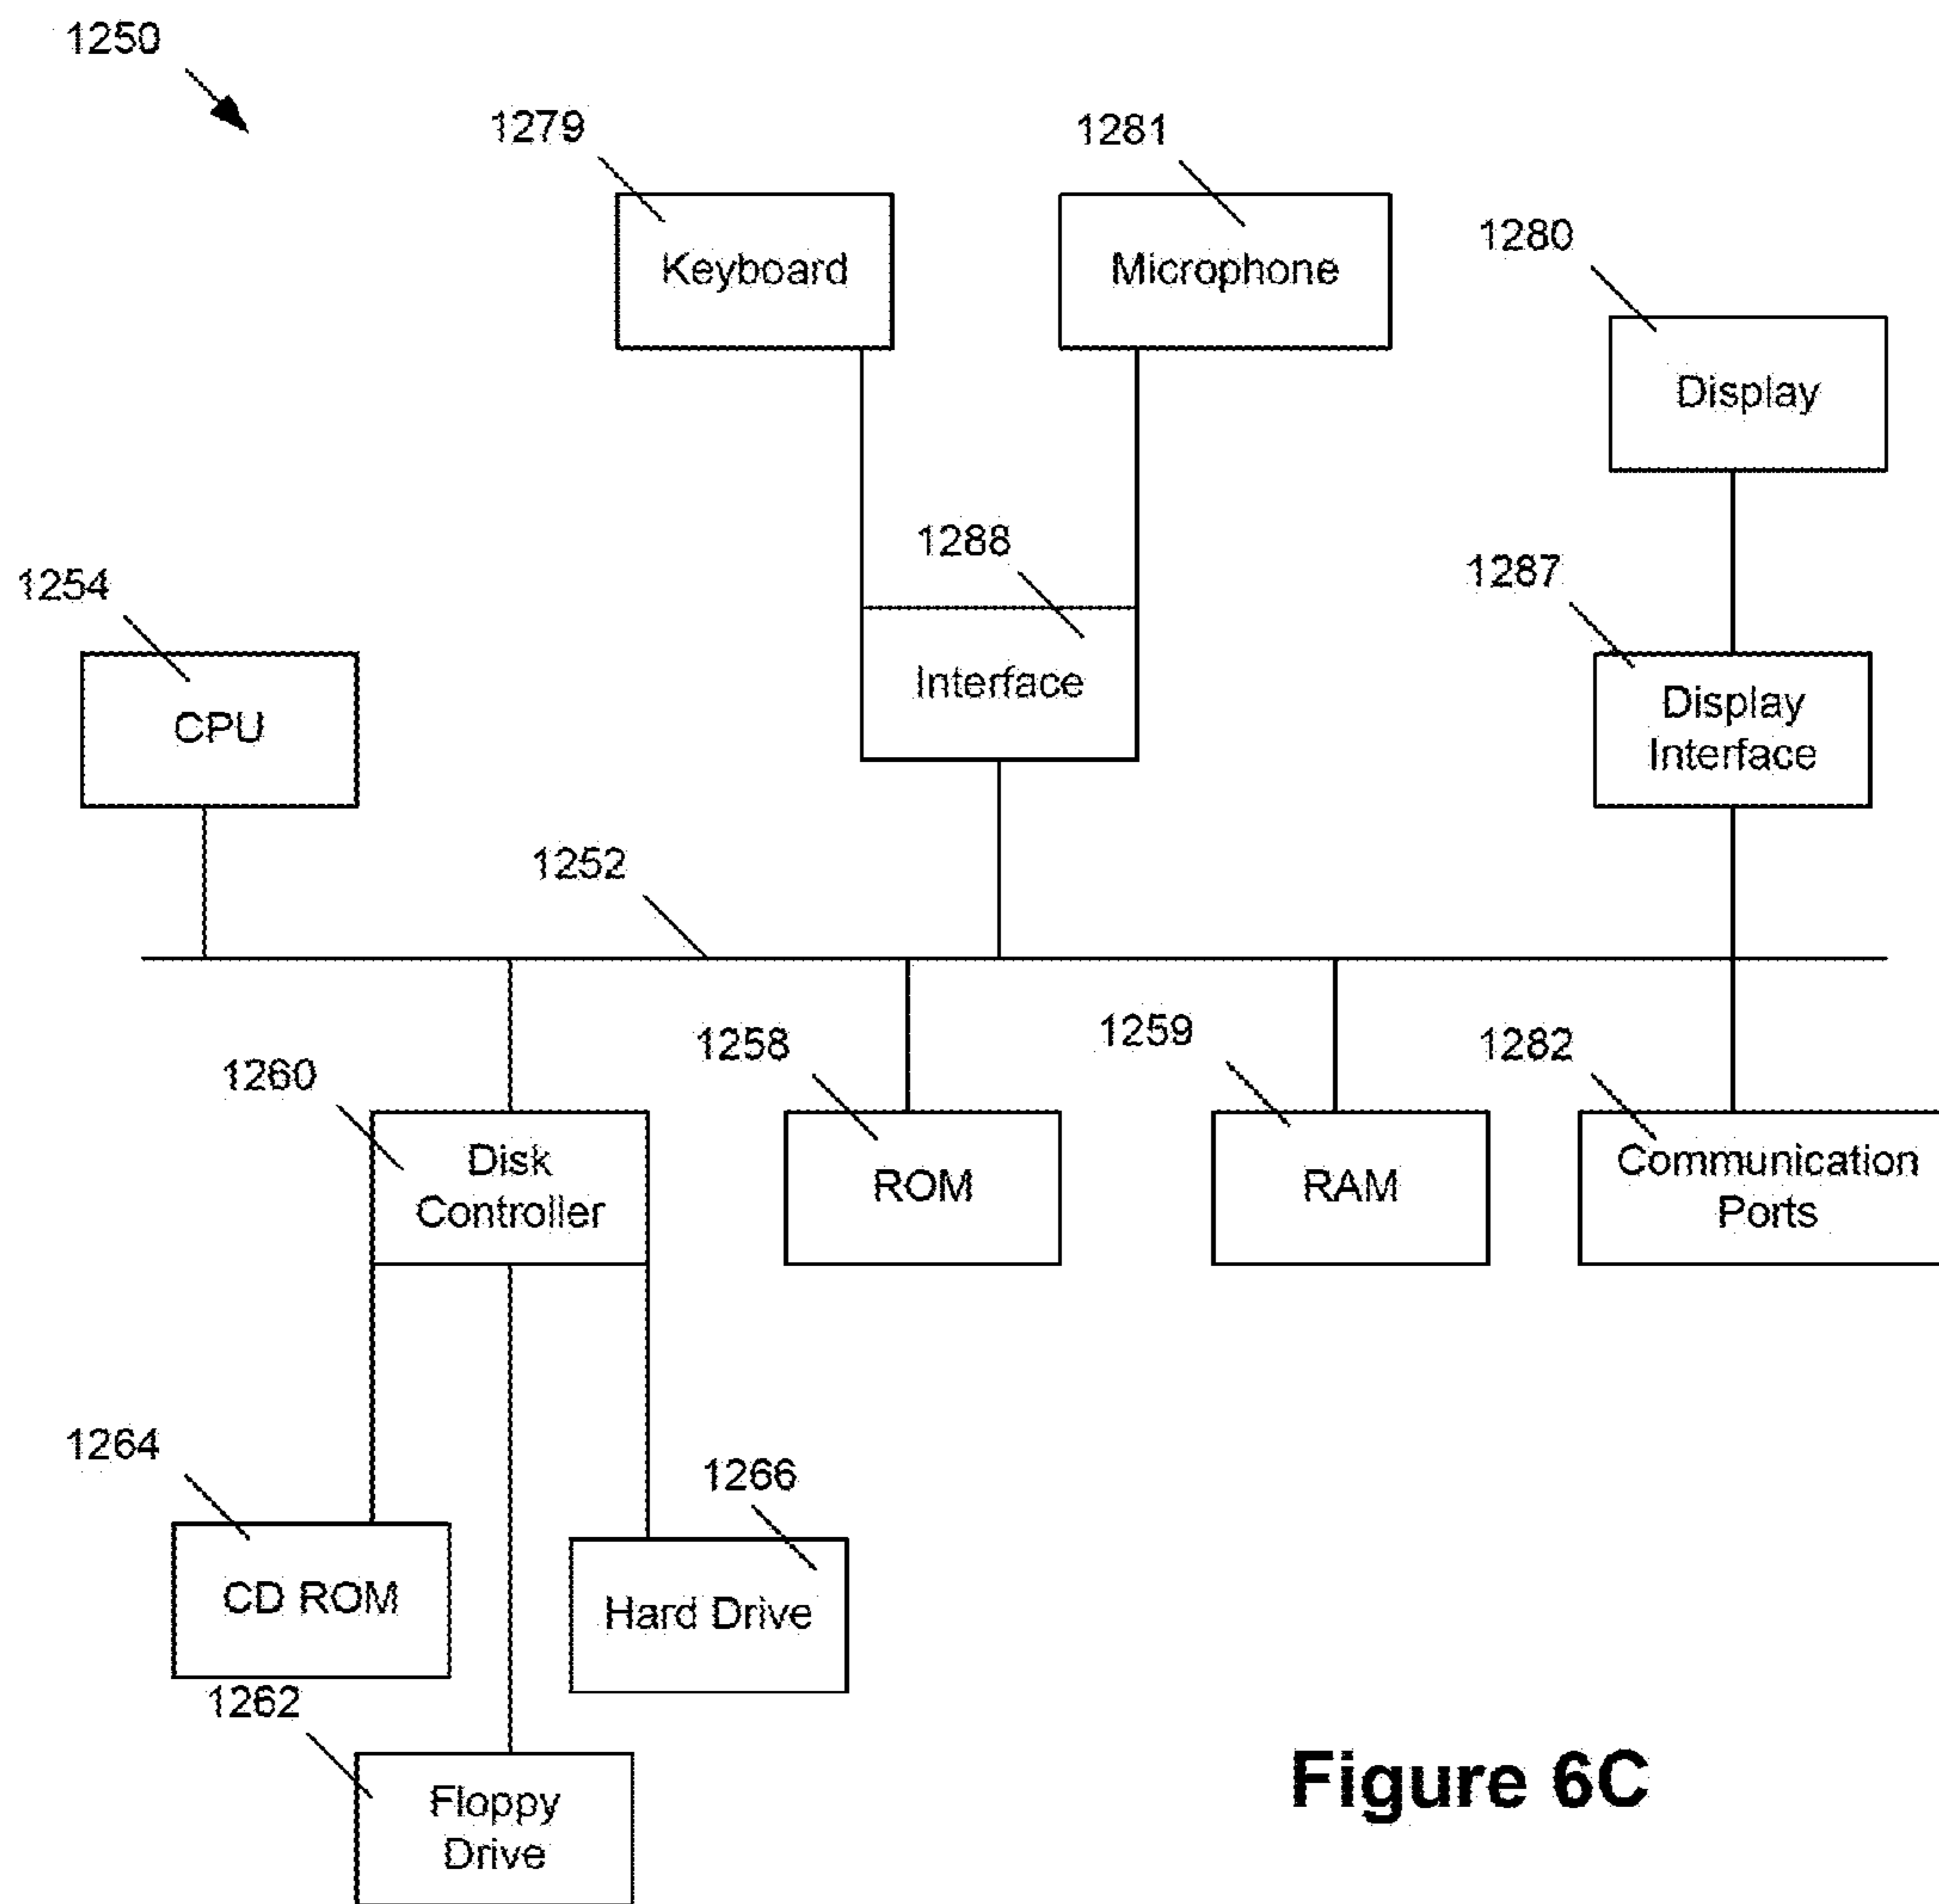 1250
1279
1281
Keyboard
Microphone
1280
Display
1288
1254
1287
Interface
CPU
Display
Interface
1252
1258
1259
1282
1260
Disk
Controller
ROM
RAM
Communication
Ports
1264
1266
CD ROM
Hard Drive
1262
Floppy
Drive
Figure 6C